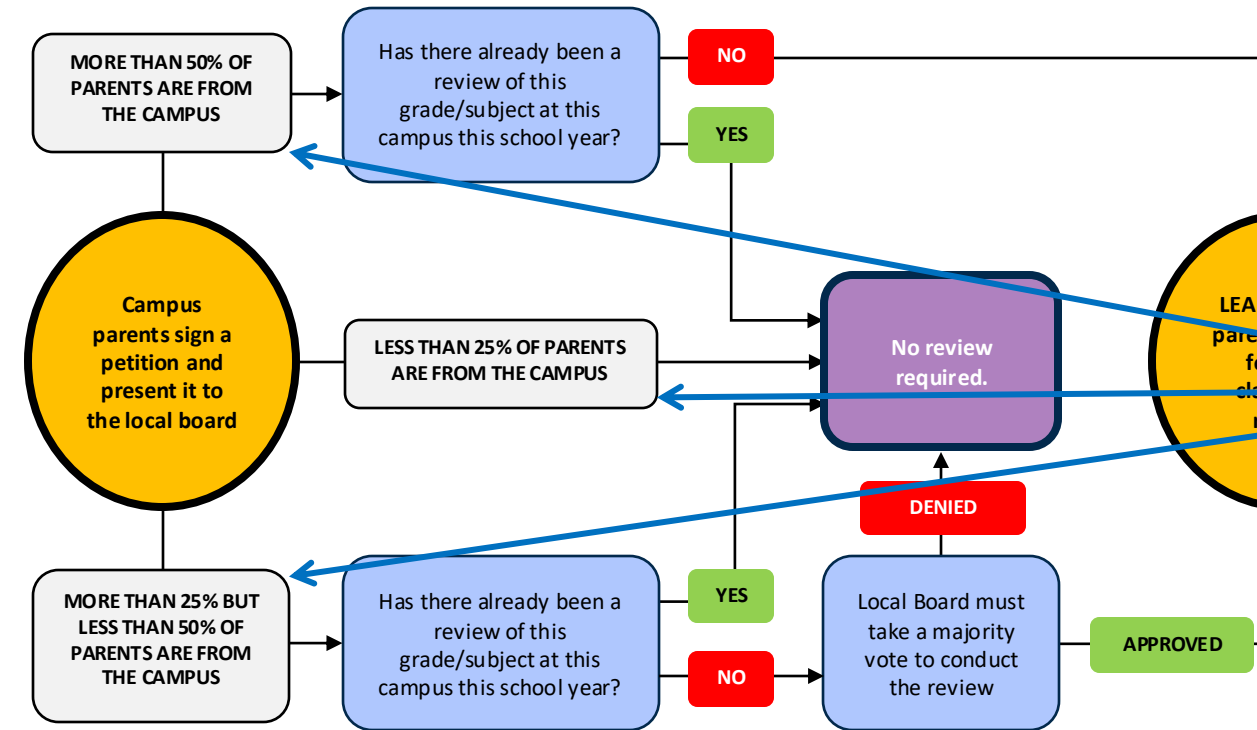 MORE THAN 50% OF
PARENTS ARE FROM
THE CAMPUS
Has there already been a
review of this
grade/subject at this
campus this school year?
NO
YES
Campus
parents sign a
petition and
present it to
the local board
LESS THAN 25% OF PARENTS
ARE FROM THE CAMPUS
No review
required.
LEA
DENIED
MORE THAN 25% BUT
LESS THAN 50% OF
PARENTS ARE FROM
THE CAMPUS
Has there already been a
review of this
grade/subject at this
campus this school year?
YES
NO
Local Board must
take a majority
vote to conduct
the review
APPROVED